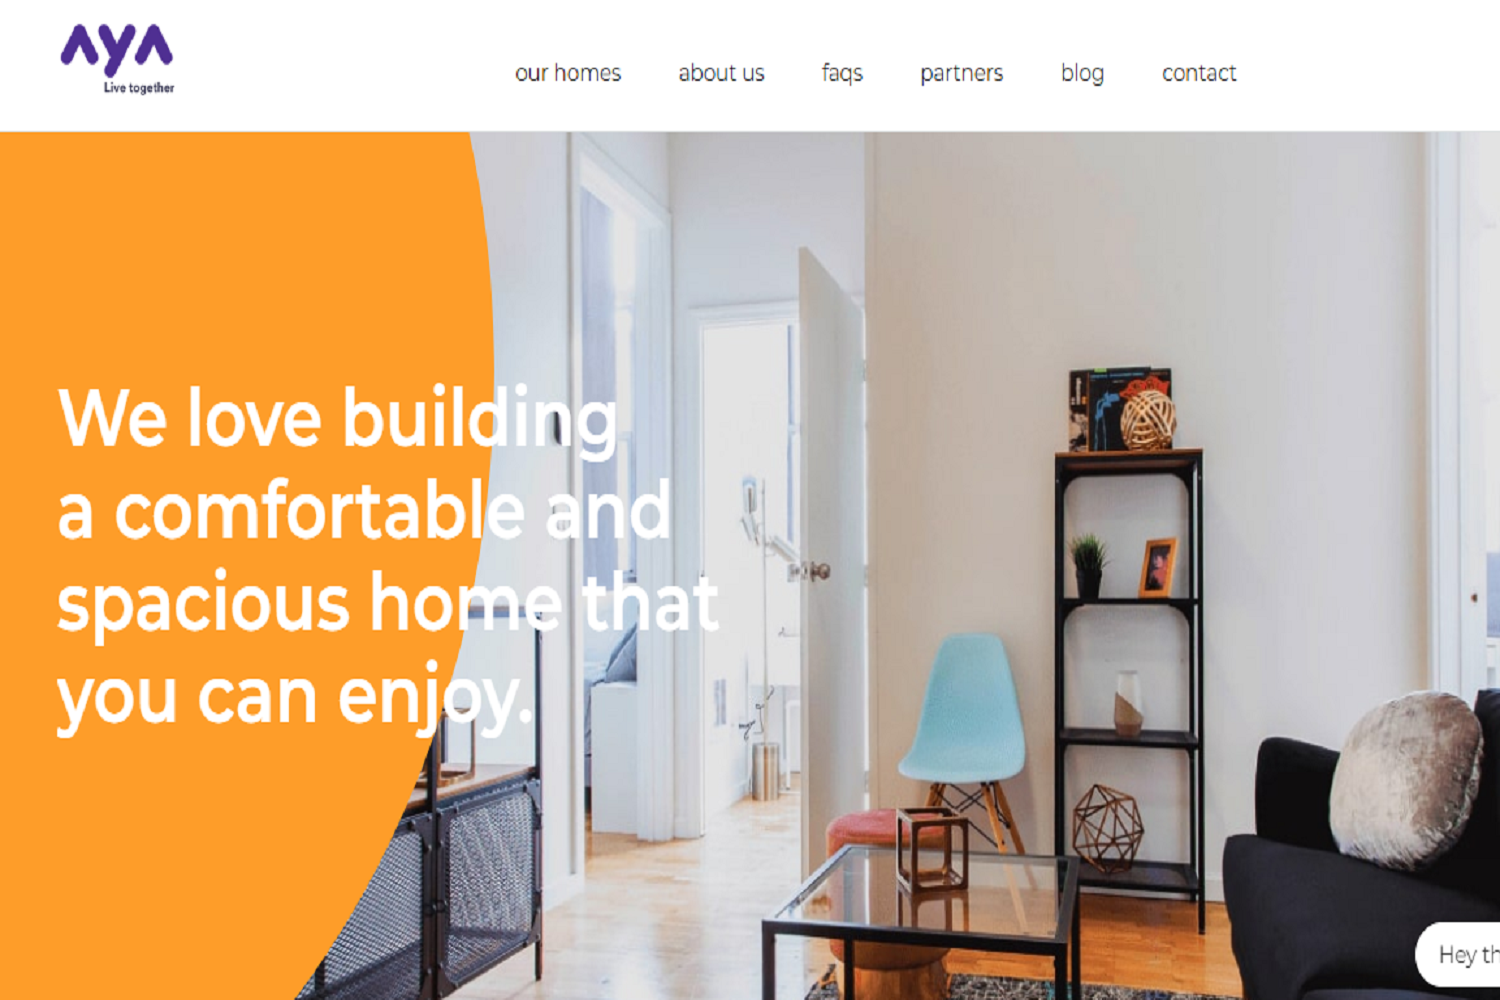 AYA
Live together
our homes about us faqs partners blog contact
We love building
a comfortable and
spacious home that
you can enjoy.
Hey th